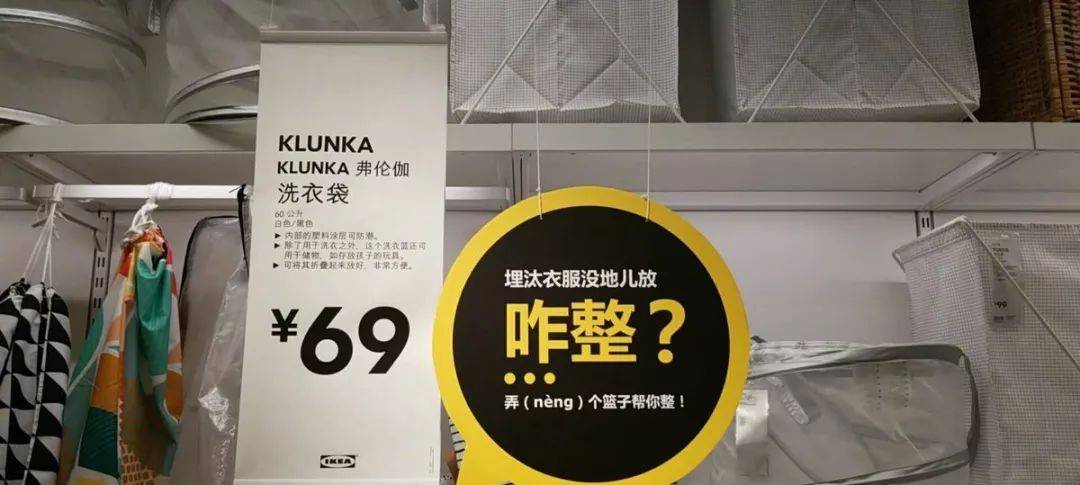 KLUNKA
KLUNKA 弗伦伽
洗衣袋
60 公升
白色/黑色
▶ 内部的塑料涂层可防潮。
▶ 除了用于洗衣之外，这个洗衣篮还可
用于储物，如存放孩子的玩具。
▶ 可将其折叠起来放好，非常方便。
¥69
IKEA
埋汰衣服没地儿放
咋整？
弄（nèng）个篮子帮你整！
¥99